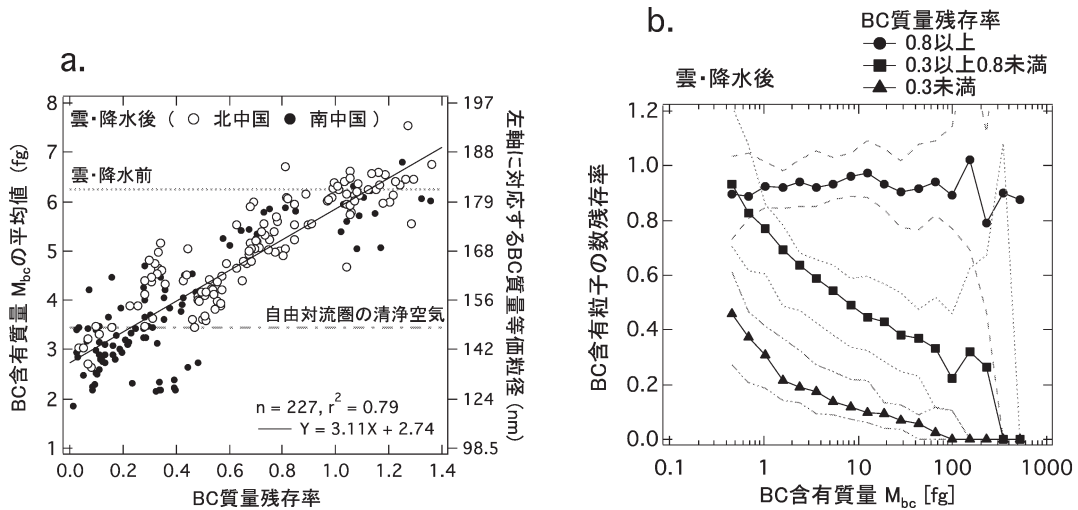 a.
雲・降水後 ( ○ 北中国 ● 南中国 )
雲・降水前
自由対流圏の清浄空気
n = 227, r² = 0.79
Y = 3.11X + 2.74
BC含有質量 Mbcの平均値 (fg)
8
7
6
5
4
3
2
1
197
188
179
168
156
142
124
98.5
左軸に対応するBC質量等価粒径 (nm)
0.0 0.2 0.4 0.6 0.8 1.0 1.2 1.4
BC質量残存率
b.
BC質量残存率
0.8以上
0.3以上0.8未満
0.3未満
雲・降水後
BC含有粒子の数残存率
1.2
1.0
0.8
0.6
0.4
0.2
0.0
0.1 1 10 100 1000
BC含有質量 Mbc [fg]